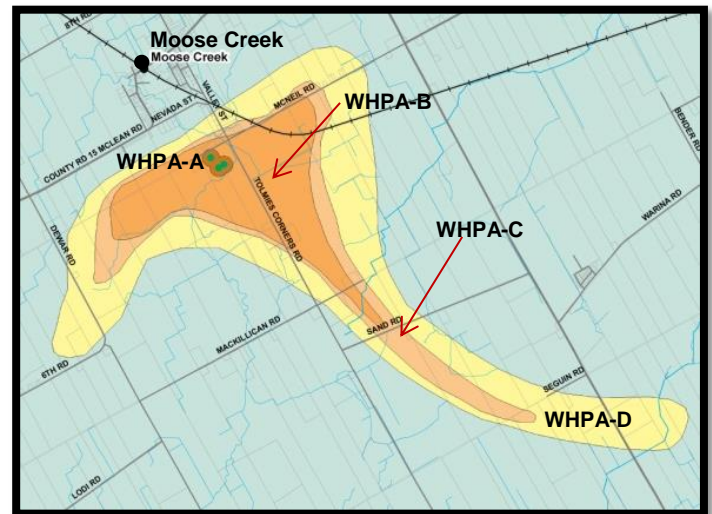 8TH RD
Moose Creek
Moose Creek
NEVADA ST
VALLEY ST
MCNEIL RD
WHPA-B
COUNTY RD 15 MCLEAN RD
WHPA-A
BENDER RD
WARINA RD
DEWAR RD
TOLMIES CORNERS RD
WHPA-C
SAND RD
MACKILLICAN RD
6TH RD
SEGUIN RD
WHPA-D
LODI RD